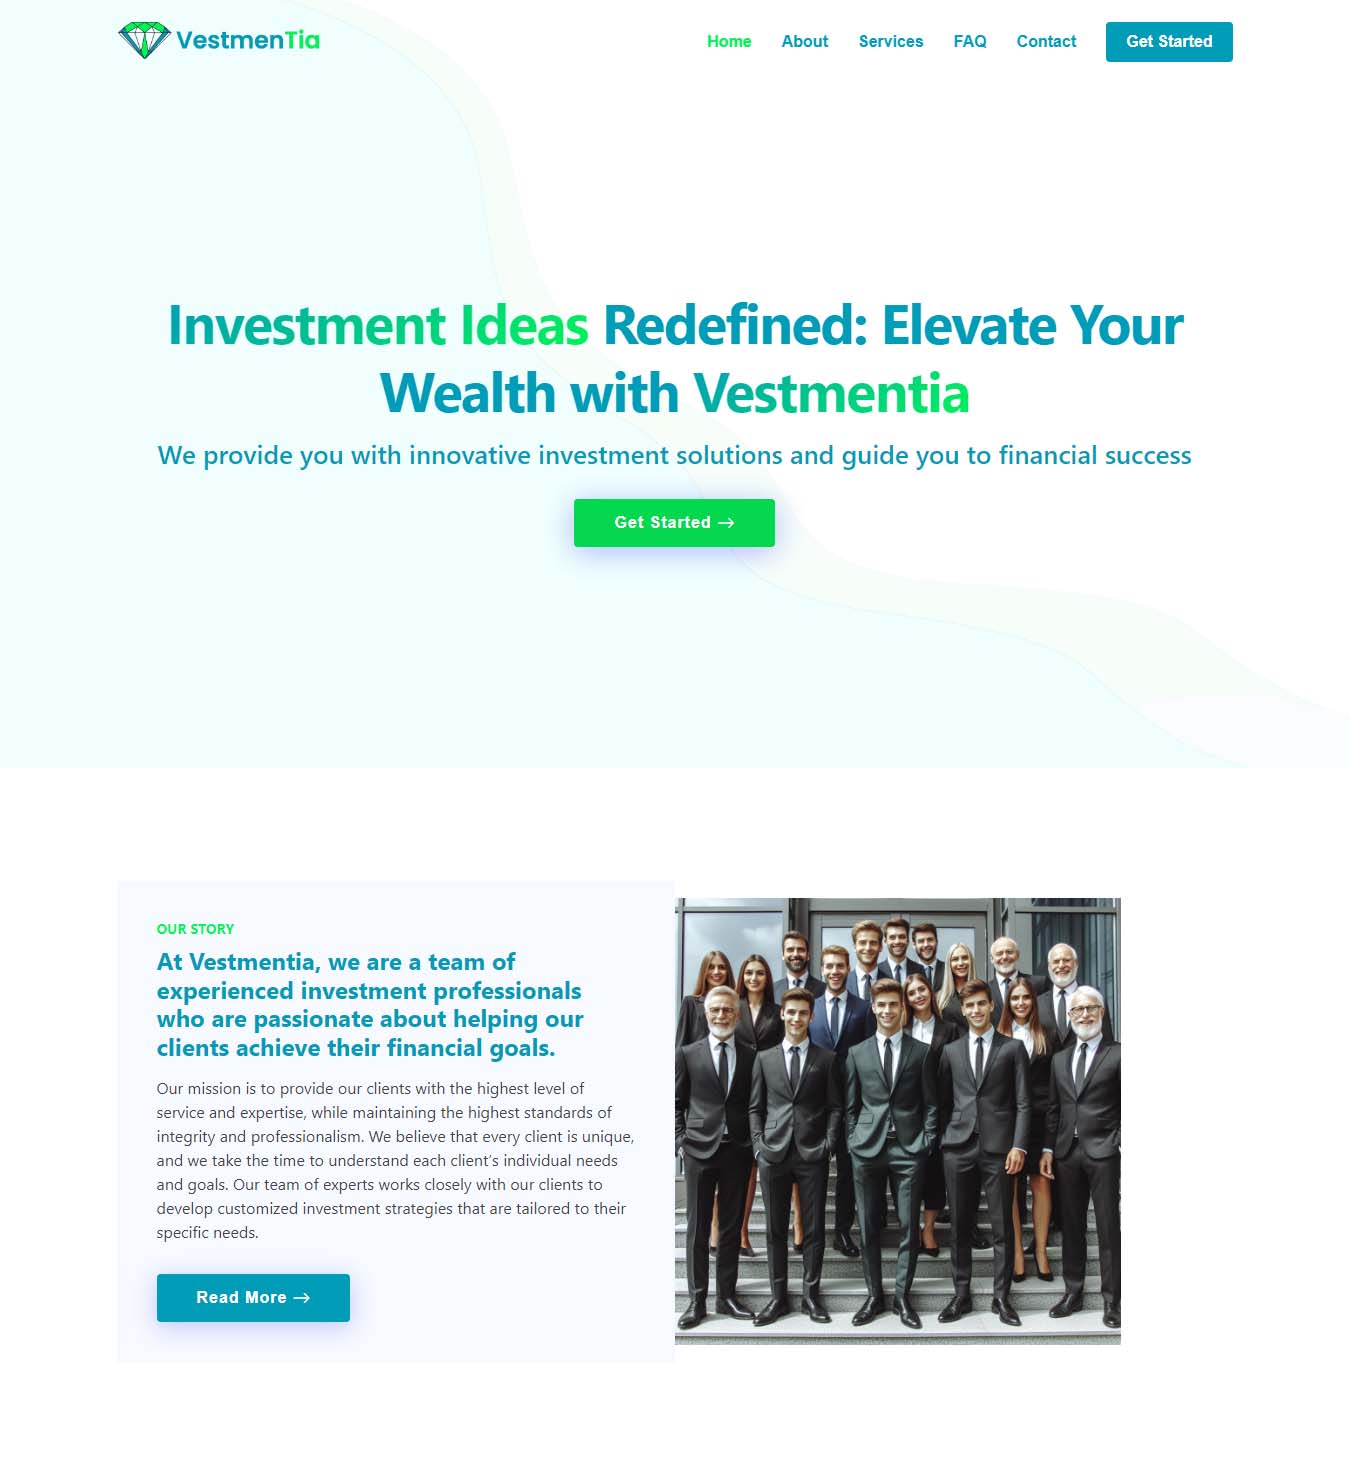 VestmenTia
Home About Services FAQ Contact Get Started
Investment Ideas Redefined: Elevate Your
Wealth with Vestmentia
We provide you with innovative investment solutions and guide you to financial success
Get Started →
OUR STORY
At Vestmentia, we are a team of
experienced investment professionals
who are passionate about helping our
clients achieve their financial goals.
Our mission is to provide our clients with the highest level of
service and expertise, while maintaining the highest standards of
integrity and professionalism. We believe that every client is unique,
and we take the time to understand each client's individual needs
and goals. Our team of experts works closely with our clients to
develop customized investment strategies that are tailored to their
specific needs.
Read More →